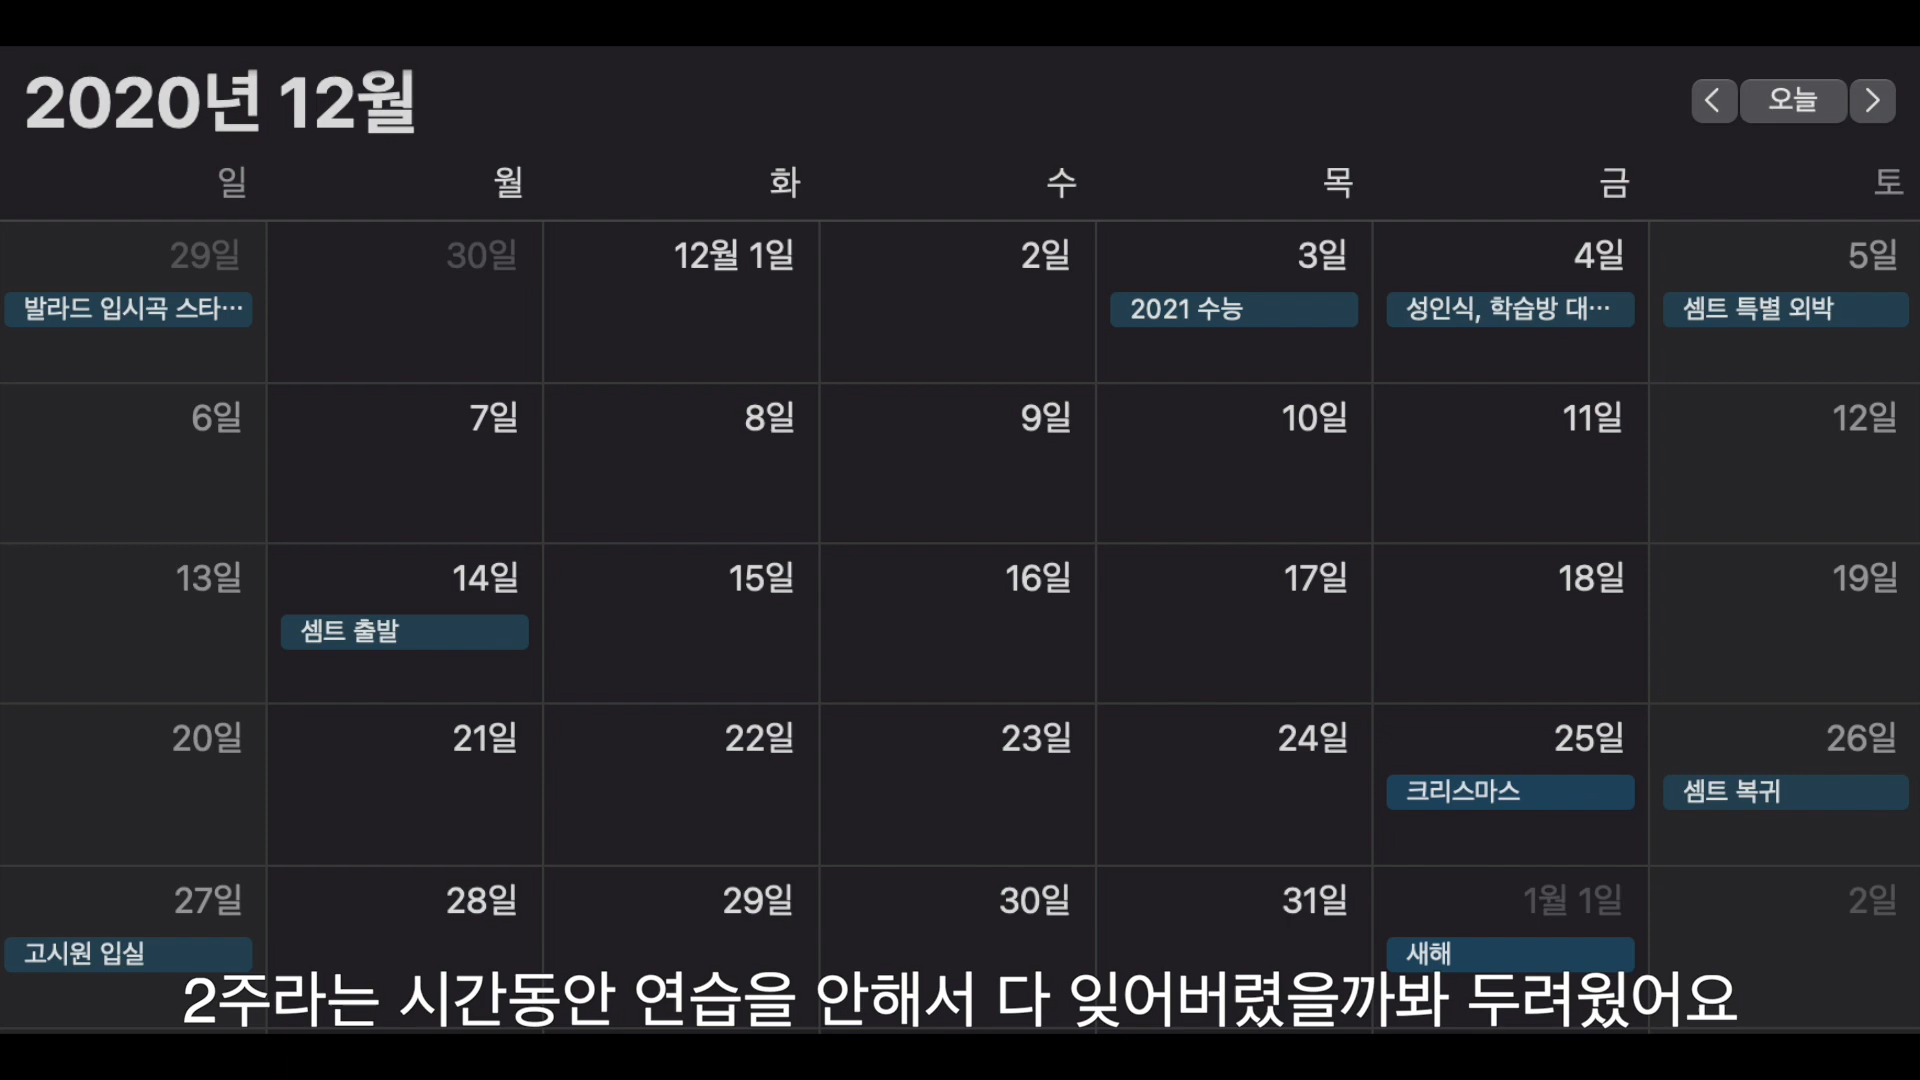 2020년 12월
오늘
일 월 화 수 목 금 토
29일 30일 12월 1일 2일 3일 4일 5일
발라드 입시곡 스타… 2021 수능 성인식, 학습방 대… 셈트 특별 외박
6일 7일 8일 9일 10일 11일 12일
13일 14일 15일 16일 17일 18일 19일
셈트 출발
20일 21일 22일 23일 24일 25일 26일
크리스마스 셈트 복귀
27일 28일 29일 30일 31일 1월 1일 2일
고시원 입실 새해
2주라는 시간동안 연습을 안해서 다 잊어버렸을까봐 두려웠어요